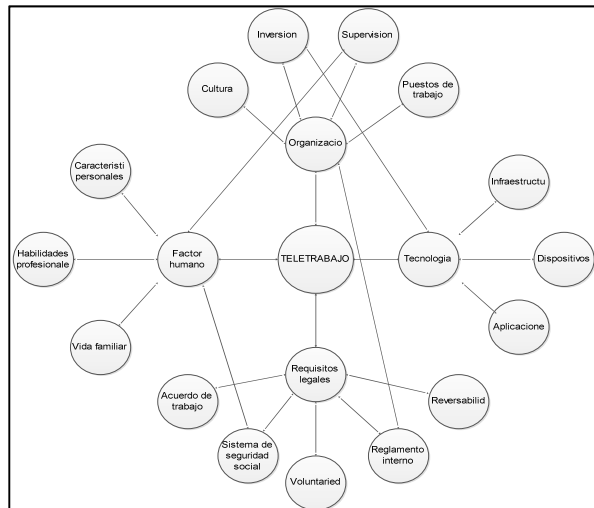 Inversion
Supervision
Cultura
Puestos de
trabajo
Organizacio
Caracteristi
personales
Infraestructu
Habilidades
profesionale
Factor
humano
TELETRABAJO
Tecnologia
Dispositivos
Aplicacione
Vida familiar
Requisitos
legales
Acuerdo de
trabajo
Reversabilid
Sistema de
seguridad
social
Reglamento
interno
Voluntaried